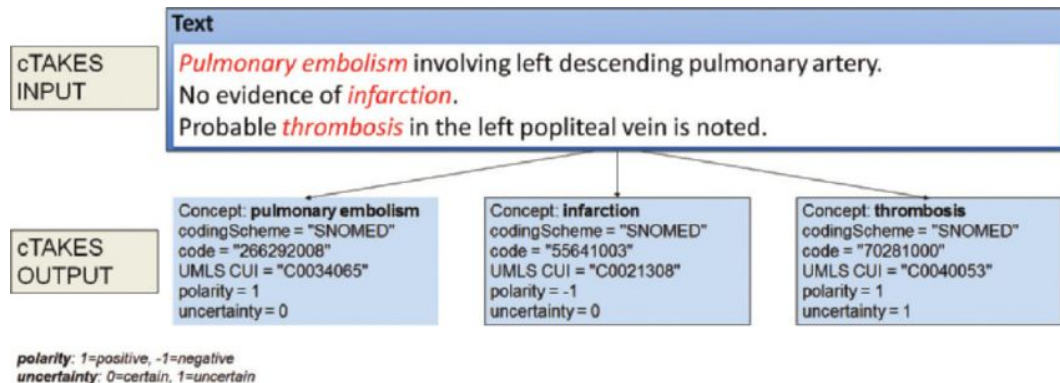 Text
cTAKES
INPUT
Pulmonary embolism involving left descending pulmonary artery.
No evidence of infarction.
Probable thrombosis in the left popliteal vein is noted.
cTAKES
OUTPUT
Concept: pulmonary embolism
codingScheme = "SNOMED"
code = "266292008"
UMLS CUI = "C0034065"
polarity = 1
uncertainty = 0
Concept: infarction
codingScheme = "SNOMED"
code = "55641003"
UMLS CUI = "C0021308"
polarity = -1
uncertainty = 0
Concept: thrombosis
codingScheme = "SNOMED"
code = "70281000"
UMLS CUI = "C0040053"
polarity = 1
uncertainty = 1
polarity: 1=positive, -1=negative
uncertainty: 0=certain, 1=uncertain